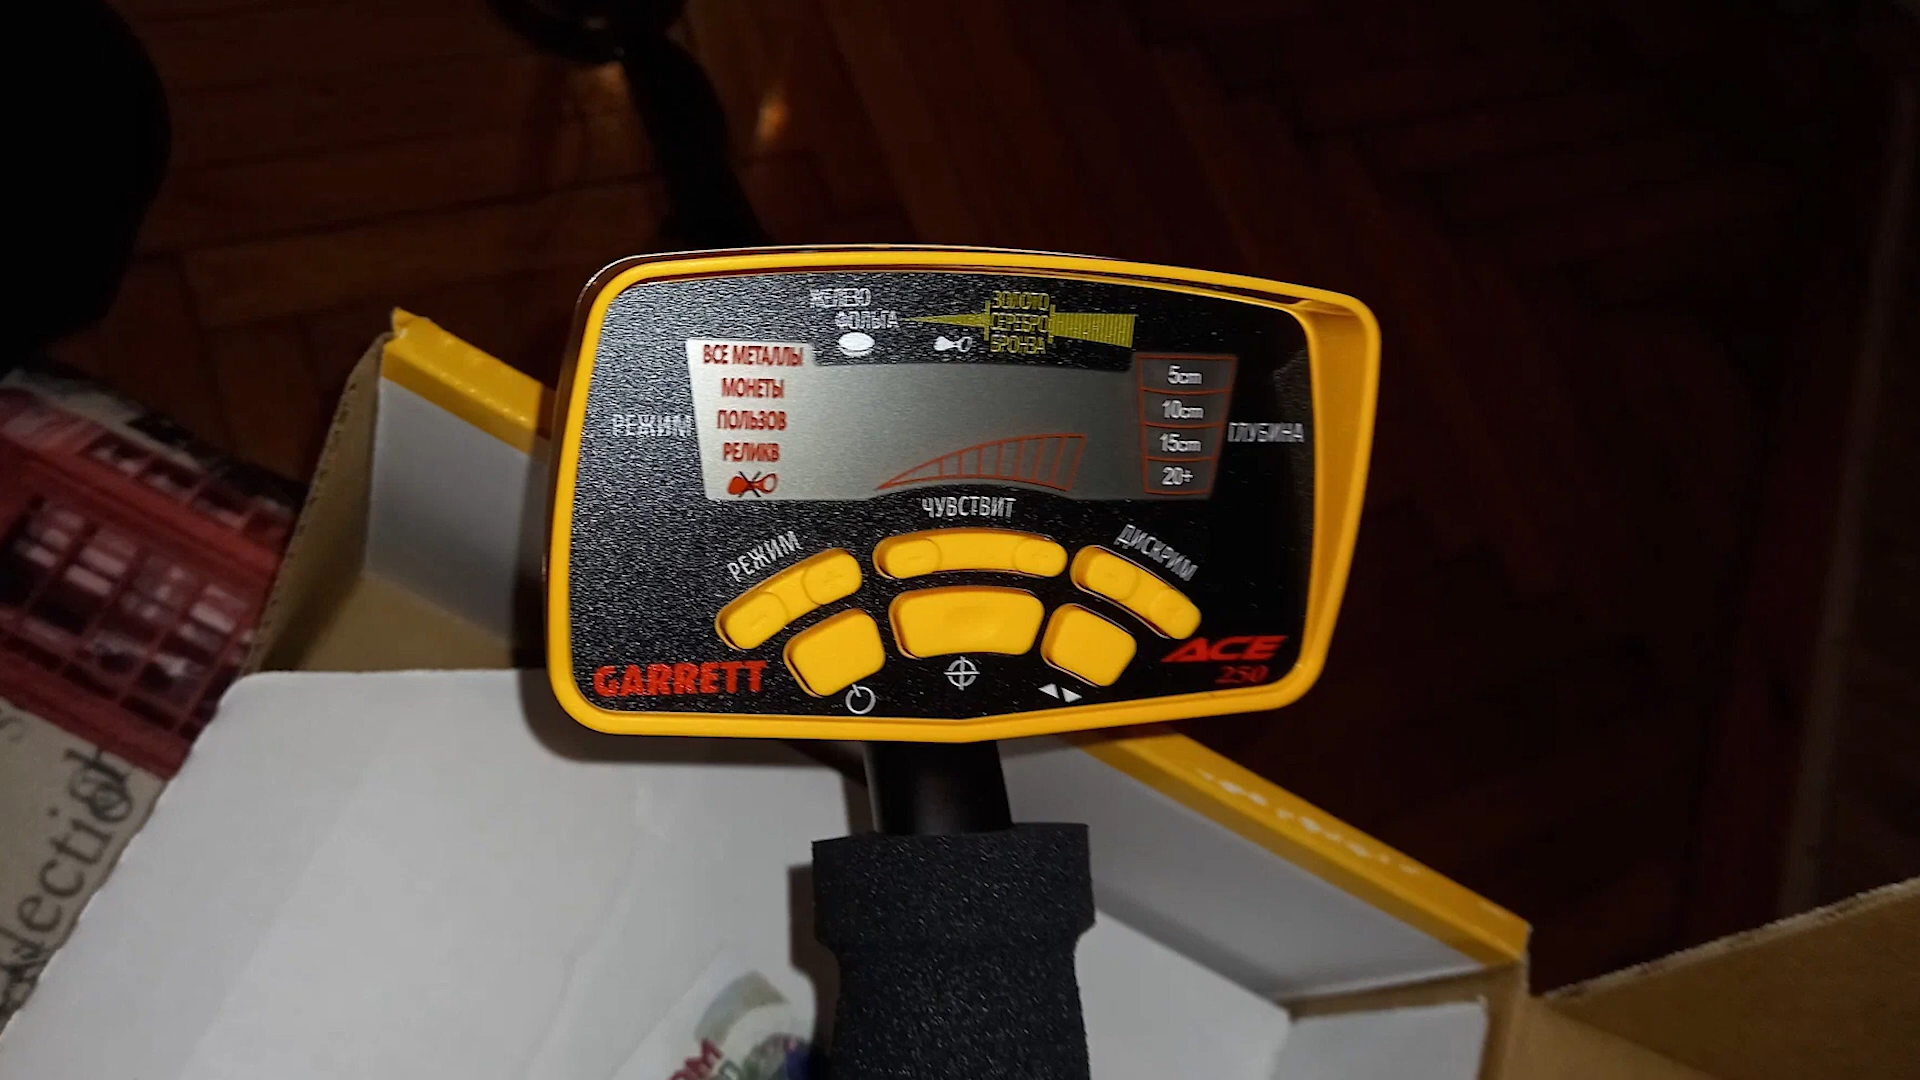 ЖЕЛЕЗО
ФОЛЬГА
ЗОЛОТО
СЕРЕБРО
БРОНЗА
РЕЖИМ
ВСЕ МЕТАЛЛЫ
МОНЕТЫ
ПОЛЬЗОВ
РЕЛИКВ
5cm
10cm
15cm
20+
ГЛУБИНА
РЕЖИМ
ЧУВСТВИТ
ДИСКРИМ
GARRETT
ACE
250